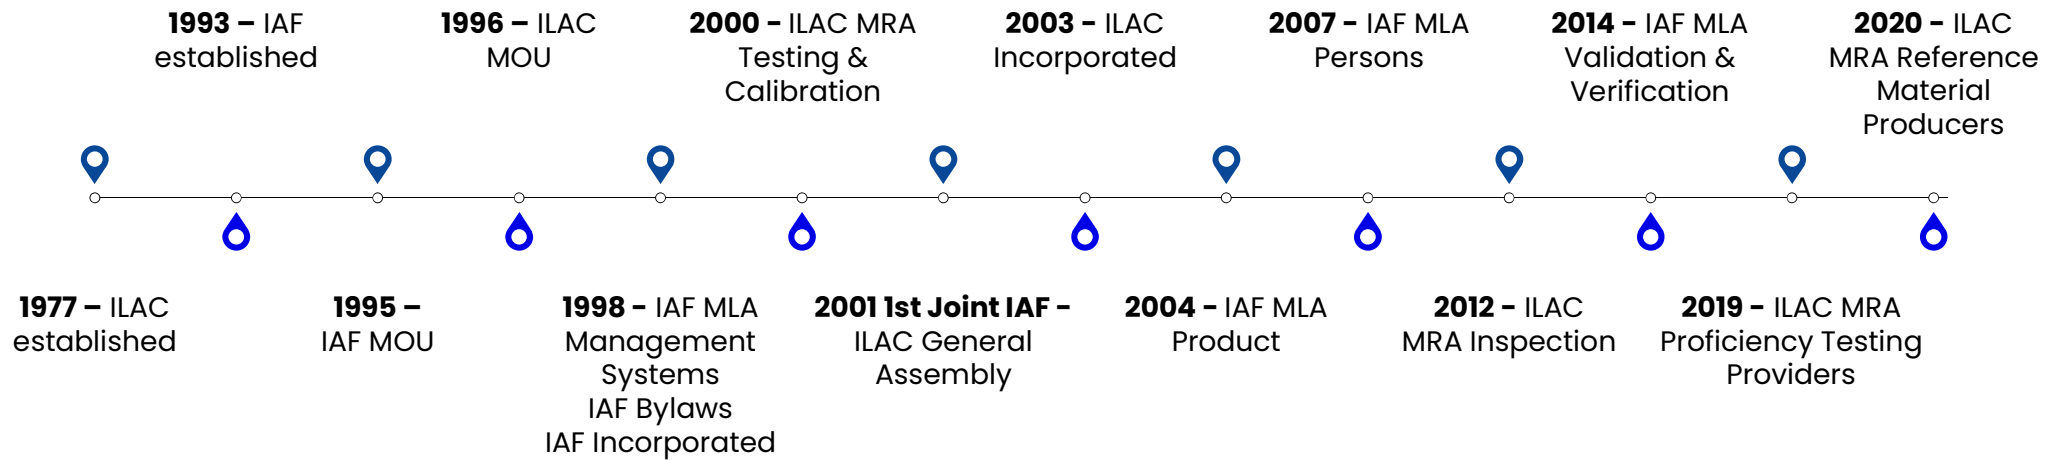 1993 – IAF
established
1996 – ILAC
MOU
2000 - ILAC MRA
Testing &
Calibration
2003 - ILAC
Incorporated
2007 - IAF MLA
Persons
2014 - IAF MLA
Validation &
Verification
2020 - ILAC
MRA Reference
Material
Producers
1977 – ILAC
established
1995 –
IAF MOU
1998 - IAF MLA
Management
Systems
IAF Bylaws
IAF Incorporated
2001 1st Joint IAF -
ILAC General
Assembly
2004 - IAF MLA
Product
2012 - ILAC
MRA Inspection
2019 - ILAC MRA
Proficiency Testing
Providers